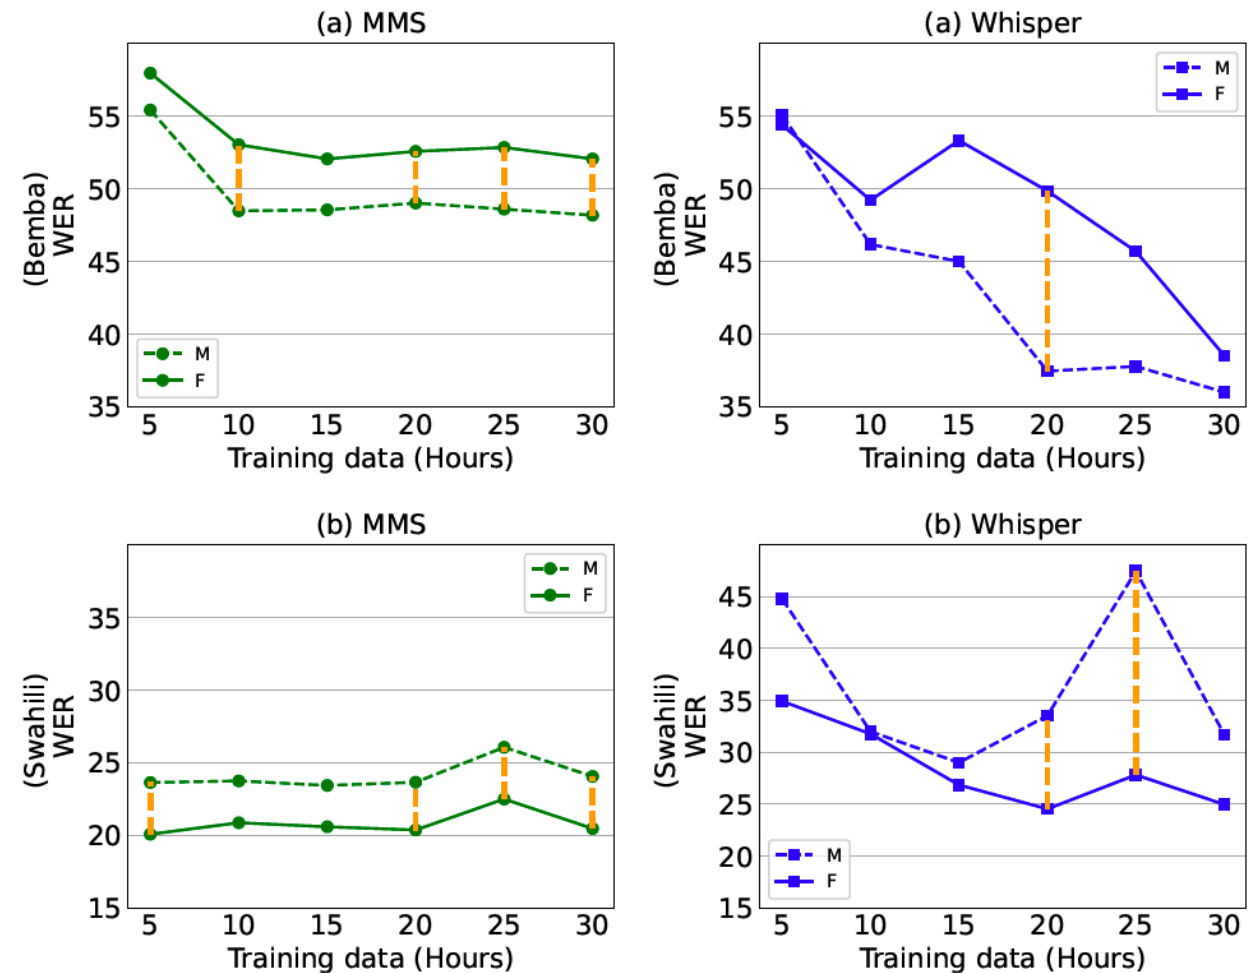 (a) MMS
(Bemba)
WER
55
50
45
40
35
M
F
5 10 15 20 25 30
Training data (Hours)
(a) Whisper
(Bemba)
WER
55
50
45
40
35
M
F
5 10 15 20 25 30
Training data (Hours)
(b) MMS
(Swahili)
WER
35
30
25
20
15
M
F
5 10 15 20 25 30
Training data (Hours)
(b) Whisper
(Swahili)
WER
45
40
35
30
25
20
15
M
F
5 10 15 20 25 30
Training data (Hours)